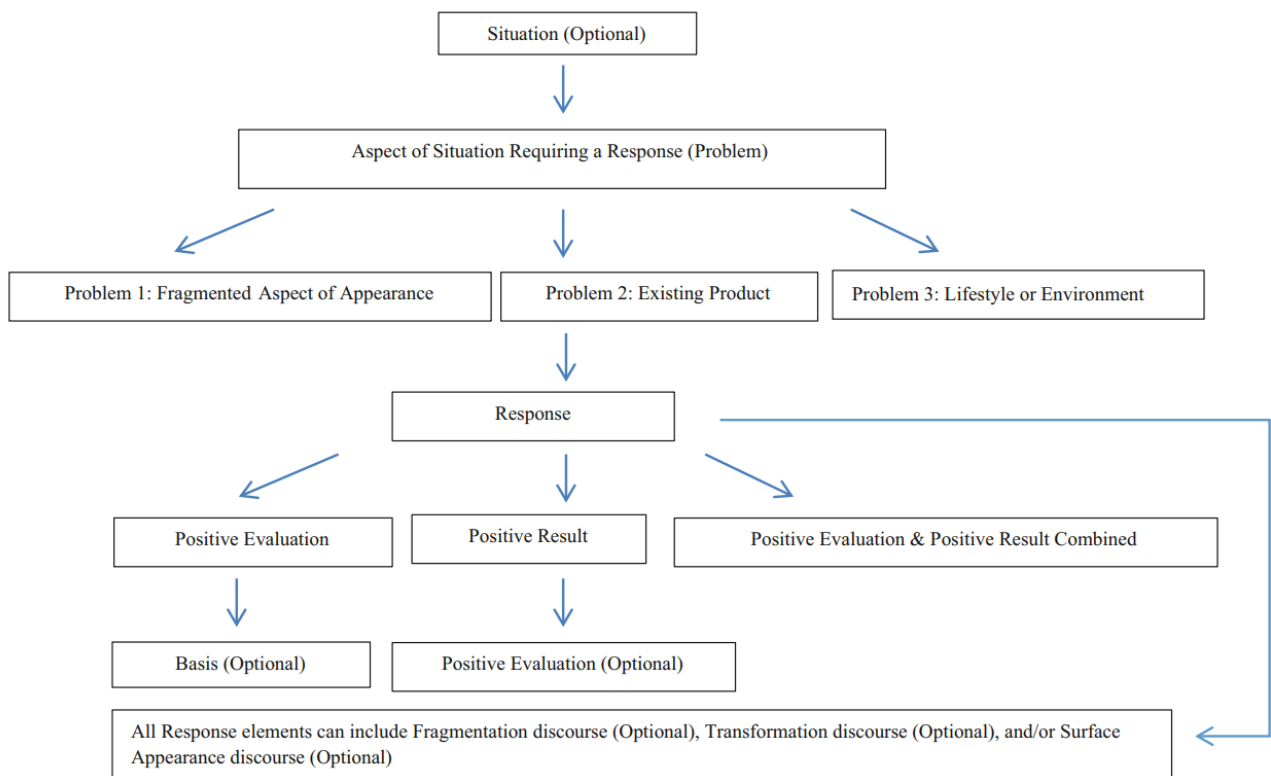 Situation (Optional)
Aspect of Situation Requiring a Response (Problem)
Problem 1: Fragmented Aspect of Appearance
Problem 2: Existing Product
Problem 3: Lifestyle or Environment
Response
Positive Evaluation
Positive Result
Positive Evaluation & Positive Result Combined
Basis (Optional)
Positive Evaluation (Optional)
All Response elements can include Fragmentation discourse (Optional), Transformation discourse (Optional), and/or Surface
Appearance discourse (Optional)